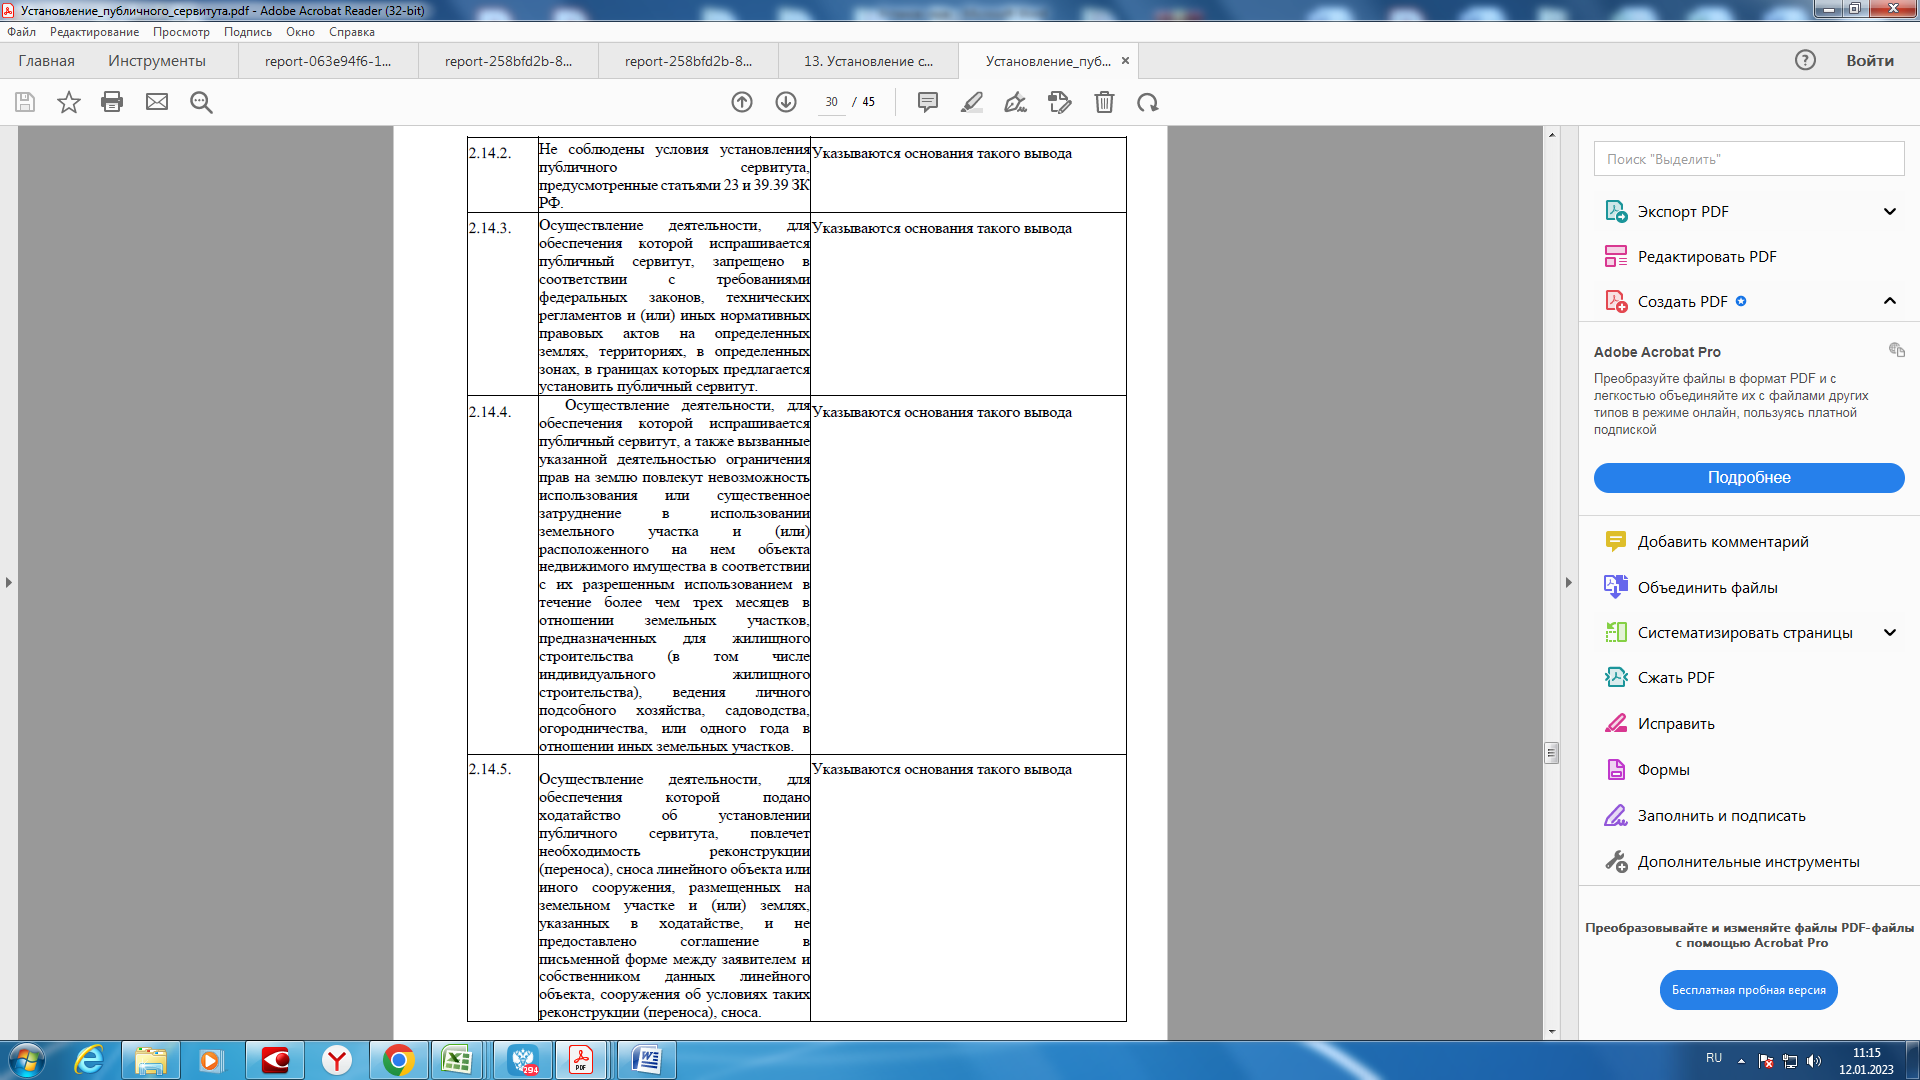 Установление_публичного_сервитута.pdf - Adobe Acrobat Reader (32-bit)
Файл Редактирование Просмотр Подпись Окно Справка
Главная Инструменты report-063e94f6-1... report-258bfd2b-8... report-258bfd2b-8... 13. Установление с... Установление_пуб... Войти
30 / 45
2.14.2. Не соблюдены условия установления Указываются основания такого вывода
публичного сервитута,
предусмотренные статьями 23 и 39.39 ЗК
РФ.
2.14.3. Осуществление деятельности, для Указываются основания такого вывода
обеспечения которой испрашивается
публичный сервитут, запрещено в
соответствии с требованиями
федеральных законов, технических
регламентов и (или) иных нормативных
правовых актов на определенных
землях, территориях, в определенных
зонах, в границах которых предлагается
установить публичный сервитут.
2.14.4. Осуществление деятельности, для Указываются основания такого вывода
обеспечения которой испрашивается
публичный сервитут, а также вызванные
указанной деятельностью ограничения
прав на землю повлекут невозможность
использования или существенное
затруднение в использовании
земельного участка и (или)
расположенного на нем объекта
недвижимого имущества в соответствии
с их разрешенным использованием в
течение более чем трех месяцев в
отношении земельных участков,
предназначенных для жилищного
строительства (в том числе
индивидуального жилищного
строительства), ведения личного
подсобного хозяйства, садоводства,
огородничества, или одного года в
отношении иных земельных участков.
2.14.5. Указываются основания такого вывода
Осуществление деятельности, для
обеспечения которой подано
ходатайство об установлении
публичного сервитута, повлечет
необходимость реконструкции
(переноса), сноса линейного объекта или
иного сооружения, размещенных на
земельном участке и (или) землях,
указанных в ходатайстве, и не
предоставлено соглашение в
письменной форме между заявителем и
собственником данных линейного
объекта, сооружения об условиях таких
реконструкции (переноса), сноса.
Поиск "Выделить"
Экспорт PDF
Редактировать PDF
Создать PDF
Adobe Acrobat Pro
Преобразуйте файлы в формат PDF и с
легкостью объединяйте их с файлами других
типов в режиме онлайн, пользуясь платной
подпиской
Подробнее
Добавить комментарий
Объединить файлы
Систематизировать страницы
Сжать PDF
Исправить
Формы
Заполнить и подписать
Дополнительные инструменты
Преобразовывайте и изменяйте файлы PDF-файлы
с помощью Acrobat Pro
Бесплатная пробная версия
294
PDF
RU
11:15
12.01.2023